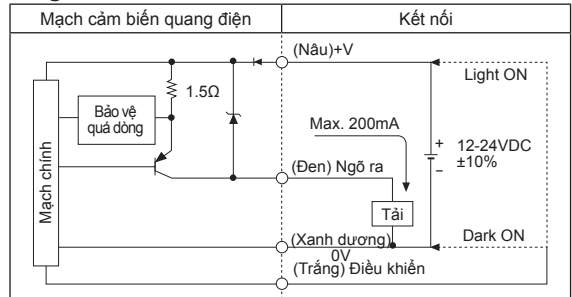 Mạch cảm biến quang điện
Kết nối
(Nâu)+V
Light ON
1.5Ω
Bảo vệ
quá dòng
Max. 200mA
Mạch chính
+
12-24VDC
±10%
-
(Đen) Ngõ ra
Tải
(Xanh dương)
0V
Dark ON
(Trắng) Điều khiển